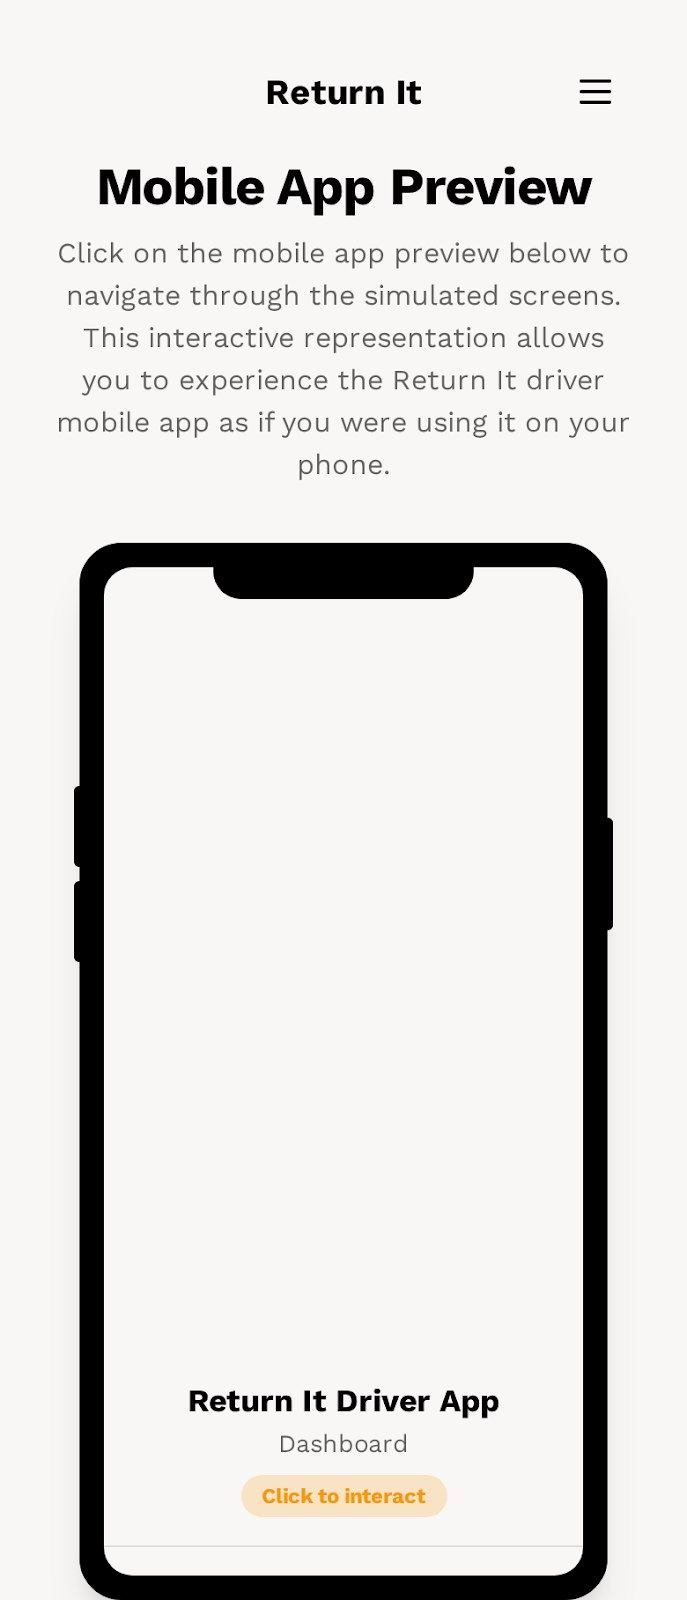 Return It
Mobile App Preview
Click on the mobile app preview below to
navigate through the simulated screens.
This interactive representation allows
you to experience the Return It driver
mobile app as if you were using it on your
phone.
Return It Driver App
Dashboard
Click to interact